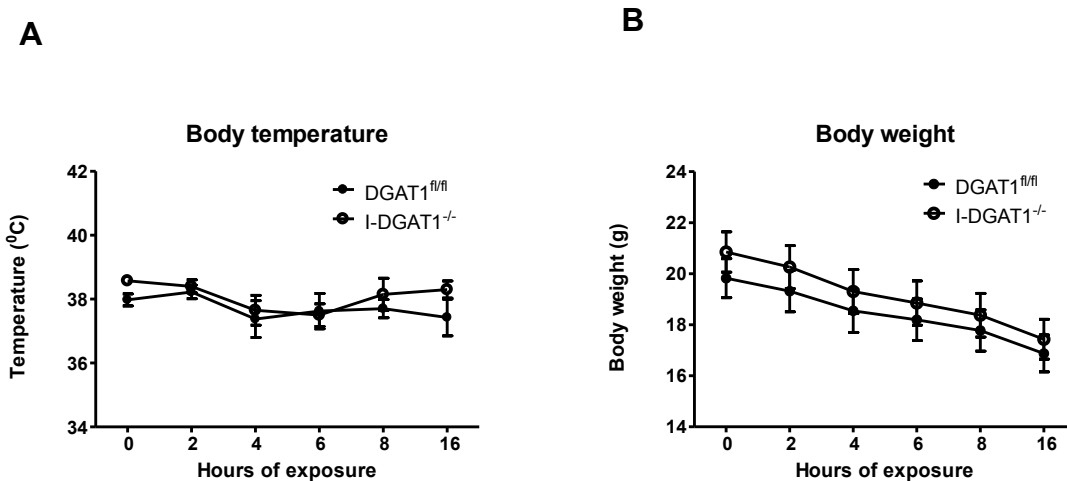 A
Body temperature
42
40
38
36
34
Temperature (⁰C)
DGAT1^fl/fl
I-DGAT1^-/-
0 2 4 6 8 16
Hours of exposure
B
Body weight
24
22
20
18
16
14
Body weight (g)
DGAT1^fl/fl
I-DGAT1^-/-
0 2 4 6 8 16
Hours of exposure